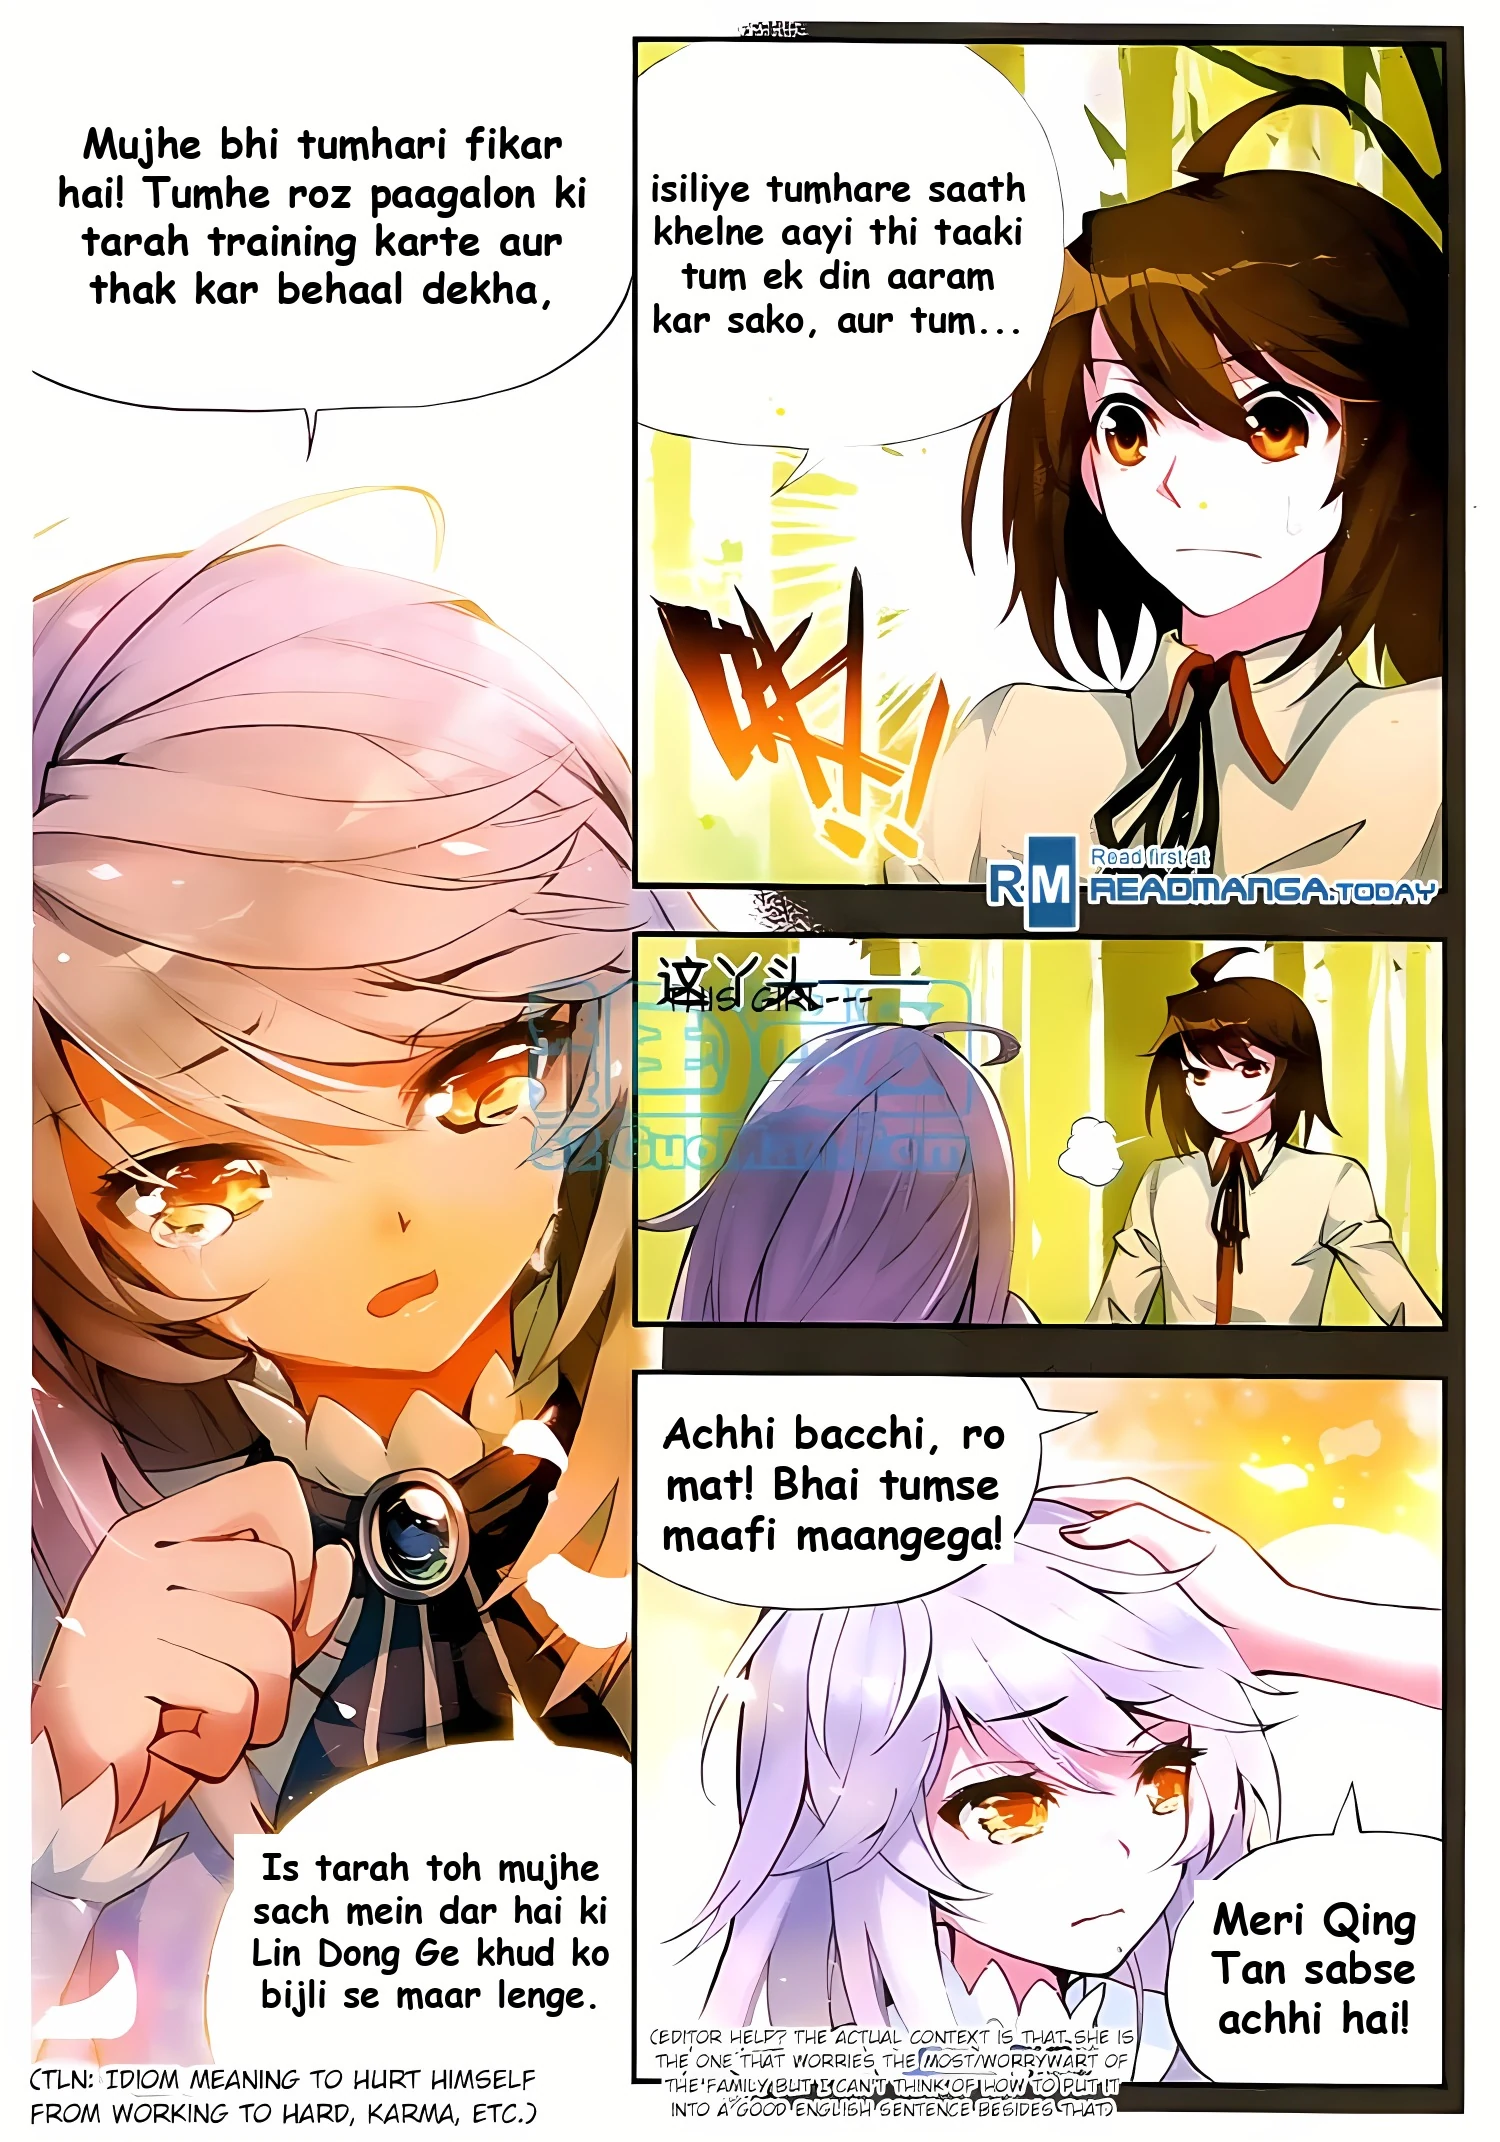 Mujhe bhi tumhari fikar
hai! Tumhe roz paagalon ki
tarah training karte aur
thak kar behaal dekha,
isiliye tumhare saath
khelne aayi thi taaki
tum ek din aaram
kar sako, aur tum...
RM
Read first at
READMANGA.TODAY
这丫头——
THIS GIRL---
Achhi bacchi, ro
mat! Bhai tumse
maafi maangega!
Is tarah toh mujhe
sach mein dar hai ki
Lin Dong Ge khud ko
bijli se maar lenge.
Meri Qing
Tan sabse
achhi hai!
(TLN: IDIOM MEANING TO HURT HIMSELF
FROM WORKING TO HARD, KARMA, ETC.)
(EDITOR HELP? THE ACTUAL CONTEXT IS THAT SHE IS
THE ONE THAT WORRIES THE MOST/WORRYWART OF
THE FAMILY BUT I CAN'T THINK OF HOW TO PUT IT
INTO A GOOD ENGLISH SENTENCE BESIDES THAT)